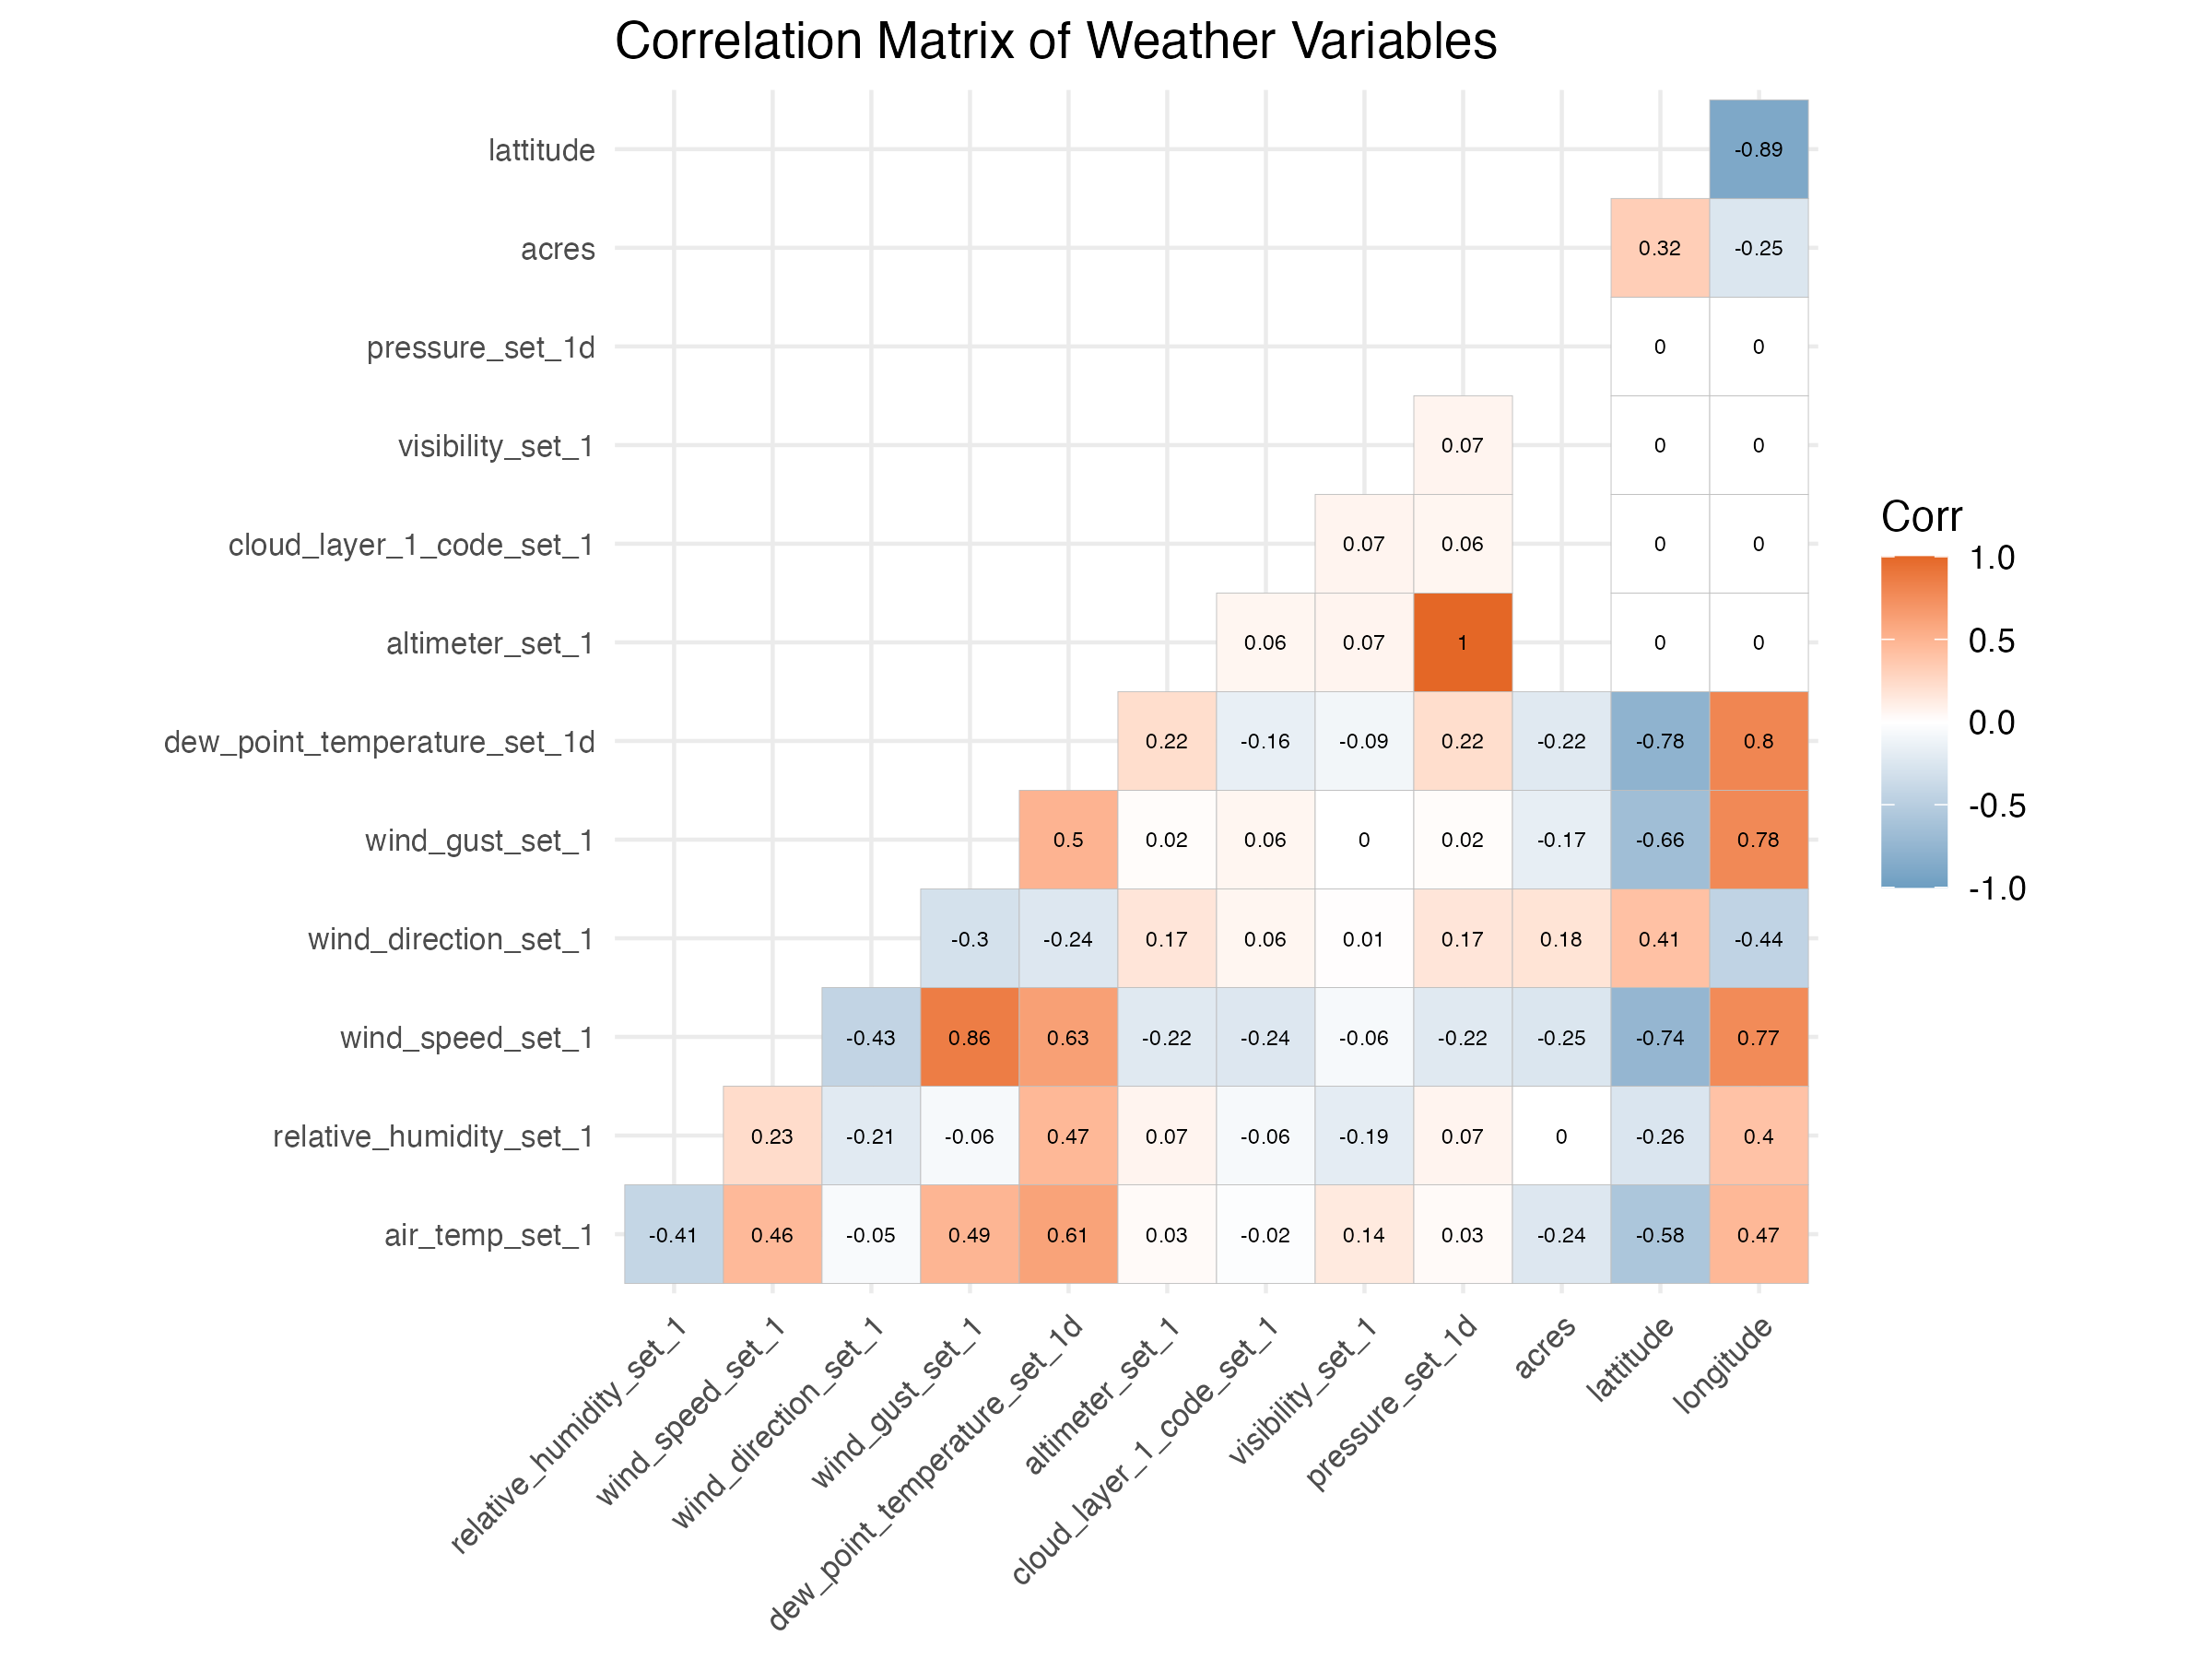 Correlation Matrix of Weather Variables
lattitude -0.89
acres 0.32 -0.25
pressure_set_1d 0 0
visibility_set_1 0.07 0 0
cloud_layer_1_code_set_1 0.07 0.06 0 0
altimeter_set_1 0.06 0.07 1 0 0
dew_point_temperature_set_1d 0.22 -0.16 -0.09 0.22 -0.22 -0.78 0.8
wind_gust_set_1 0.5 0.02 0.06 0 0.02 -0.17 -0.66 0.78
wind_direction_set_1 -0.3 -0.24 0.17 0.06 0.01 0.17 0.18 0.41 -0.44
wind_speed_set_1 -0.43 0.86 0.63 -0.22 -0.24 -0.06 -0.22 -0.25 -0.74 0.77
relative_humidity_set_1 0.23 -0.21 -0.06 0.47 0.07 -0.06 -0.19 0.07 0 -0.26 0.4
air_temp_set_1 -0.41 0.46 -0.05 0.49 0.61 0.03 -0.02 0.14 0.03 -0.24 -0.58 0.47
relative_humidity_set_1
wind_speed_set_1
wind_direction_set_1
wind_gust_set_1
dew_point_temperature_set_1d
altimeter_set_1
cloud_layer_1_code_set_1
visibility_set_1
pressure_set_1d
acres
lattitude
longitude
Corr
1.0
0.5
0.0
-0.5
-1.0